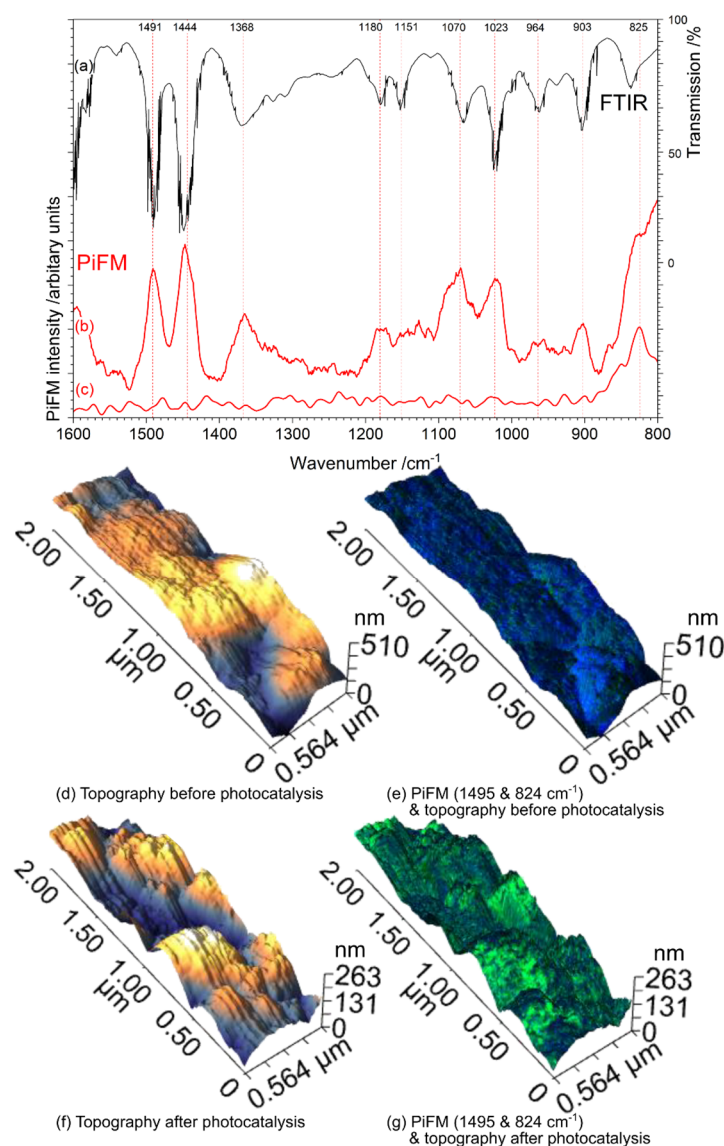 1491 1444 1368 1180 1151 1070 1023 964 903 825
100
(a)
FTIR
Transmission /%
50
0
PiFM
(b)
(c)
PiFM intensity /arbitary units
1600 1500 1400 1300 1200 1100 1000 900 800
Wavenumber /cm-1
2.00
1.50
1.00
µm
0.50
0
0.564 µm
nm
510
0
2.00
1.50
1.00
µm
0.50
0
0.564 µm
nm
510
0
(d) Topography before photocatalysis
(e) PiFM (1495 & 824 cm-1)
& topography before photocatalysis
2.00
1.50
1.00
µm
0.50
0
0.564 µm
nm
263
131
0
2.00
1.50
1.00
µm
0.50
0
0.564 µm
nm
263
131
0
(f) Topography after photocatalysis
(g) PiFM (1495 & 824 cm-1)
& topography after photocatalysis